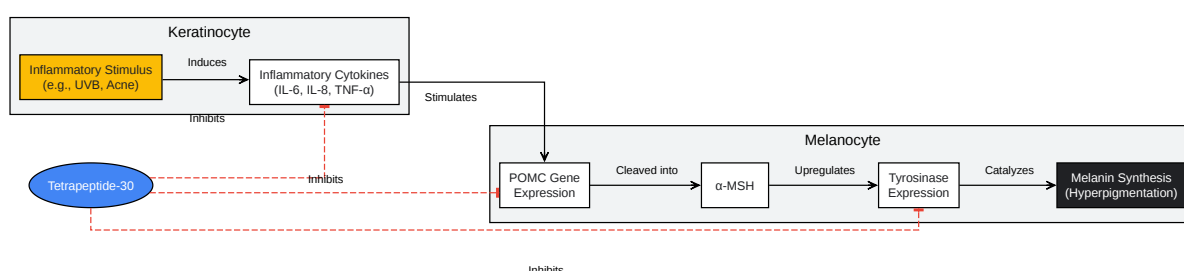 Keratinocyte
Inflammatory Stimulus
(e.g., UVB, Acne)
Induces
Inflammatory Cytokines
(IL-6, IL-8, TNF-α)
Stimulates
Inhibits
Melanocyte
Tetrapeptide-30
Inhibits
POMC Gene
Expression
Cleaved into
α-MSH
Upregulates
Tyrosinase
Expression
Catalyzes
Melanin Synthesis
(Hyperpigmentation)
Inhibits